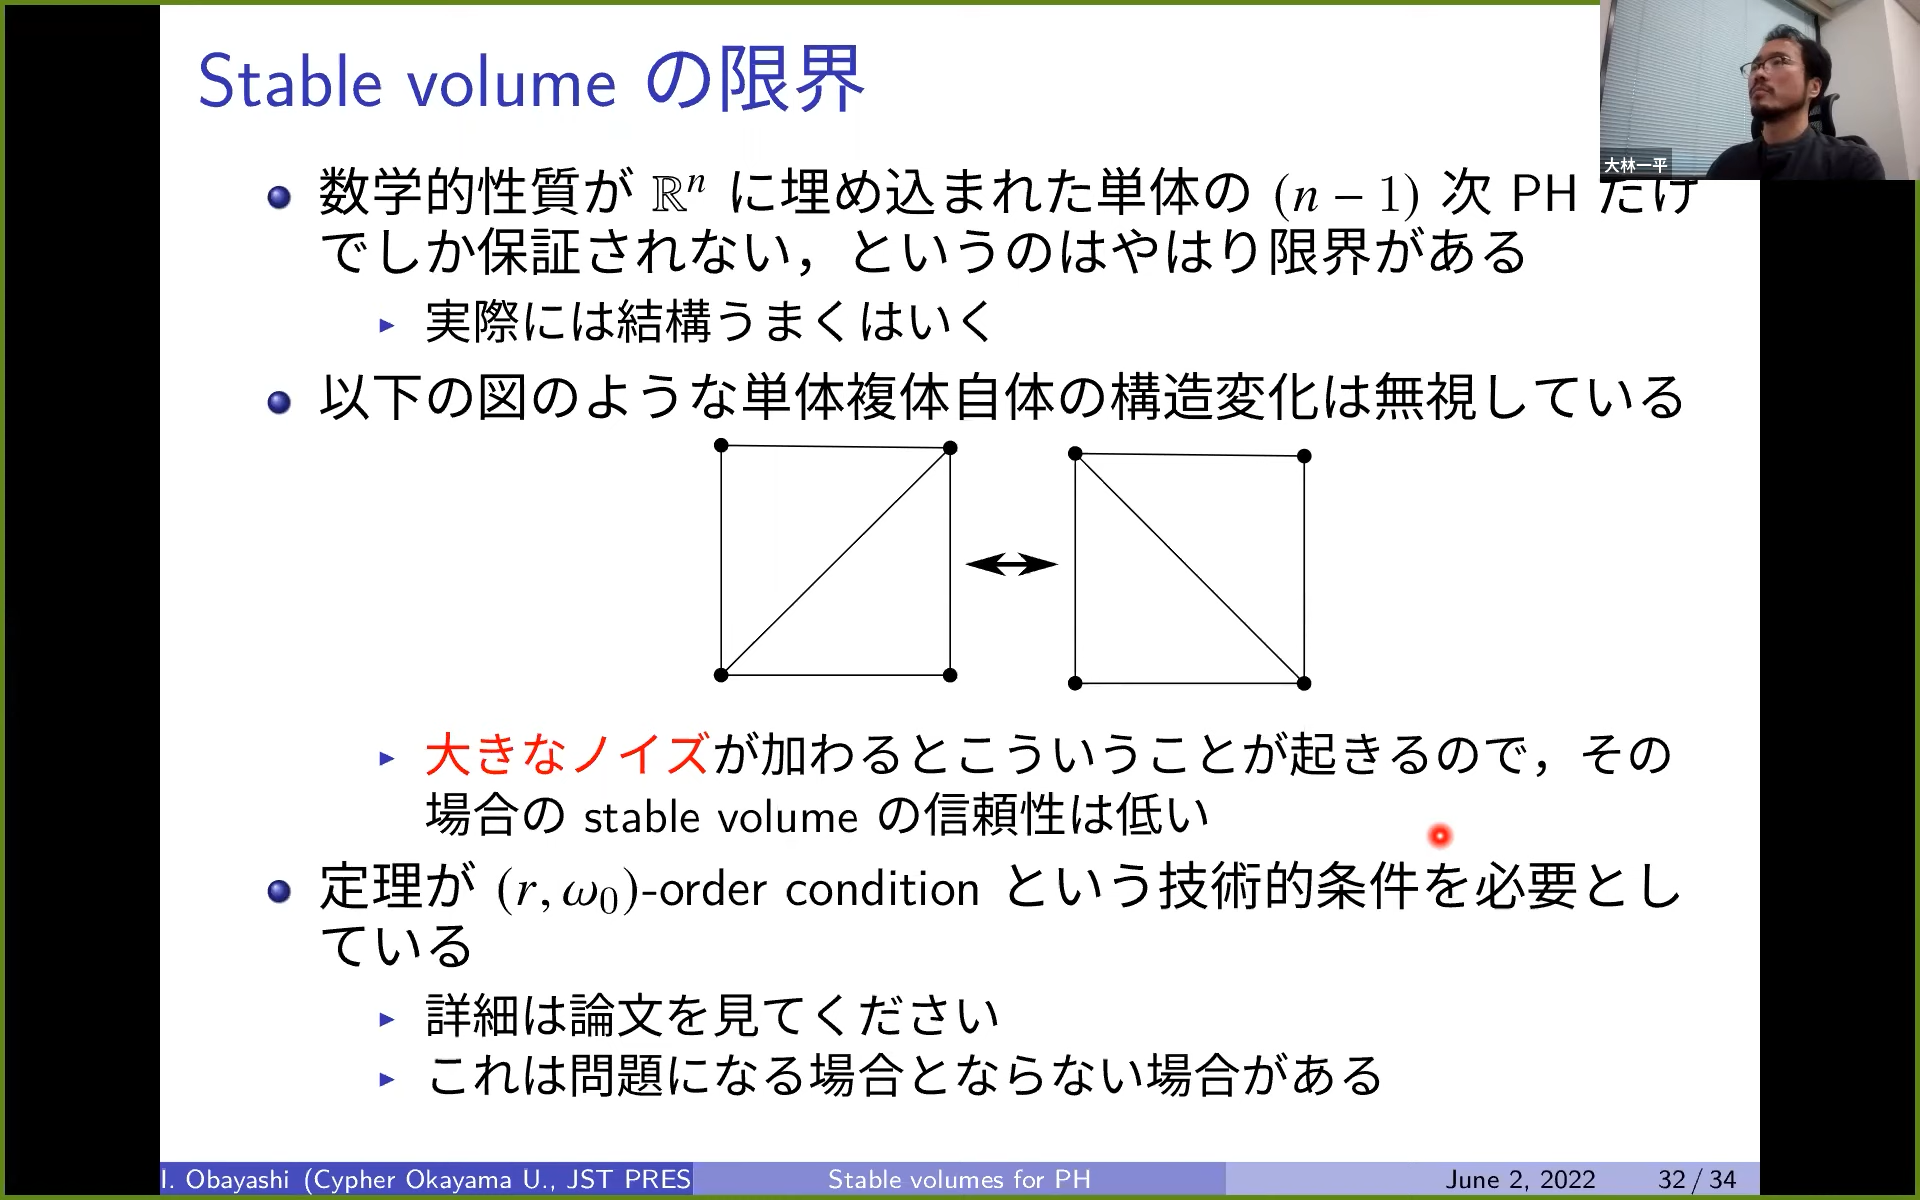 Stable volume の限界
大林一平
数学的性質が ℝⁿ に埋め込まれた単体の (n − 1) 次 PH だけ
でしか保証されない，というのはやはり限界がある
実際には結構うまくはいく
以下の図のような単体複体自体の構造変化は無視している
大きなノイズが加わるとこういうことが起きるので，その
場合の stable volume の信頼性は低い
定理が (r, ω₀)-order condition という技術的条件を必要とし
ている
詳細は論文を見てください
これは問題になる場合とならない場合がある
I. Obayashi (Cypher Okayama U., JST PRES
Stable volumes for PH
June 2, 2022
32 / 34